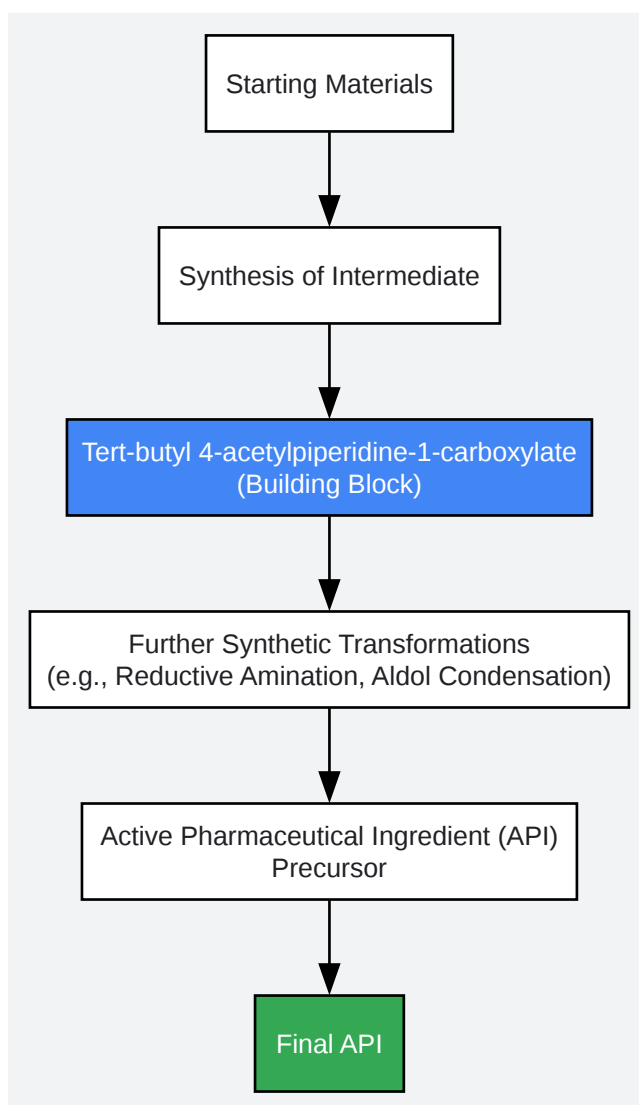 Starting Materials
Synthesis of Intermediate
Tert-butyl 4-acetylpiperidine-1-carboxylate
(Building Block)
Further Synthetic Transformations
(e.g., Reductive Amination, Aldol Condensation)
Active Pharmaceutical Ingredient (API)
Precursor
Final API